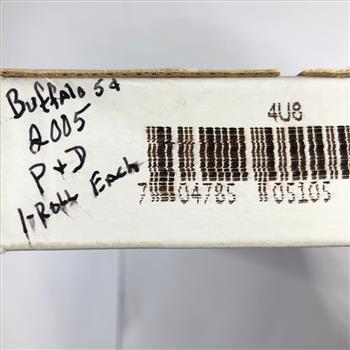 Buffalo 5¢
2005
P + D
1-Roll Each
4U8
7 04785 05105